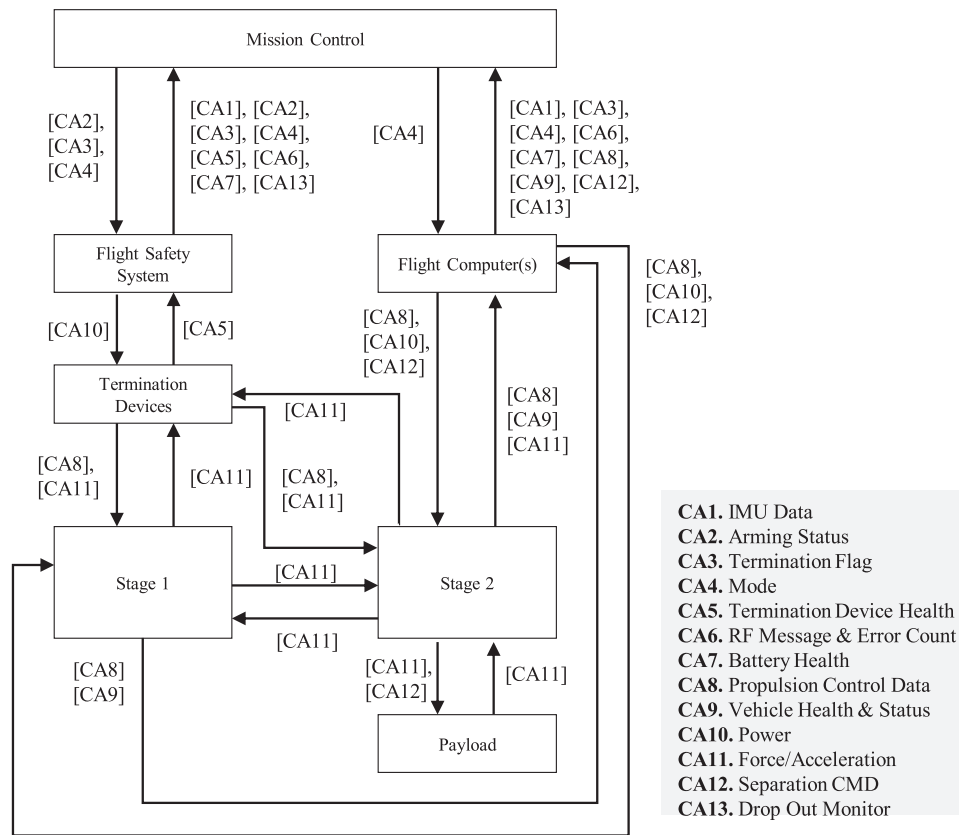 Mission Control
[CA2],
[CA3],
[CA4]
[CA1], [CA2],
[CA3], [CA4],
[CA5], [CA6],
[CA7], [CA13]
[CA4]
[CA1], [CA3],
[CA4], [CA6],
[CA7], [CA8],
[CA9], [CA12],
[CA13]
Flight Safety
System
Flight Computer(s)
[CA8],
[CA10],
[CA12]
[CA10]
[CA5]
[CA8],
[CA10],
[CA12]
Termination
Devices
[CA11]
[CA8]
[CA9]
[CA11]
[CA8],
[CA11]
[CA11]
[CA8],
[CA11]
Stage 1
[CA11]
Stage 2
[CA11]
[CA8]
[CA9]
[CA11],
[CA12]
[CA11]
Payload
CA1. IMU Data
CA2. Arming Status
CA3. Termination Flag
CA4. Mode
CA5. Termination Device Health
CA6. RF Message & Error Count
CA7. Battery Health
CA8. Propulsion Control Data
CA9. Vehicle Health & Status
CA10. Power
CA11. Force/Acceleration
CA12. Separation CMD
CA13. Drop Out Monitor